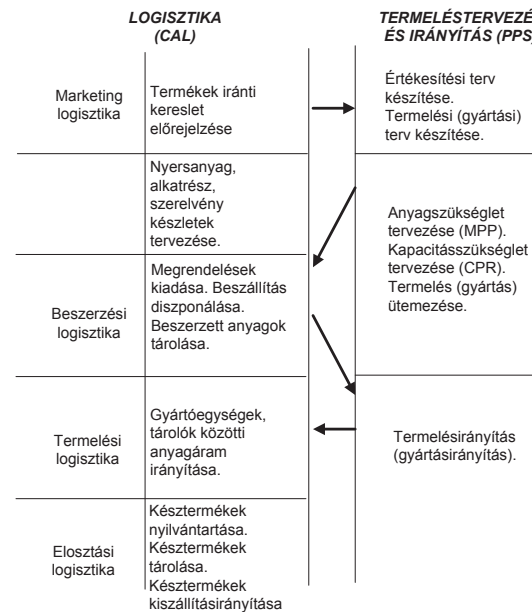 LOGISZTIKA
(CAL)
TERMELÉSTERVEZÉ
ÉS IRÁNYÍTÁS (PPS
Marketing
logisztika
Termékek iránti
kereslet
előrejelzése
Értékesítési terv
készítése.
Termelési (gyártási)
terv készítése.
Nyersanyag,
alkatrész,
szerelvény
készletek
tervezése.
Anyagszükséglet
tervezése (MPP).
Kapacitásszükséglet
tervezése (CPR).
Termelés (gyártás)
ütemezése.
Beszerzési
logisztika
Megrendelések
kiadása. Beszállítás
diszponálása.
Beszerzett anyagok
tárolása.
Termelési
logisztika
Gyártóegységek,
tárolók közötti
anyagáram
irányítása.
Termelésirányítás
(gyártásirányítás).
Elosztási
logisztika
Késztermékek
nyilvántartása.
Késztermékek
tárolása.
Késztermékek
kiszállításirányítása